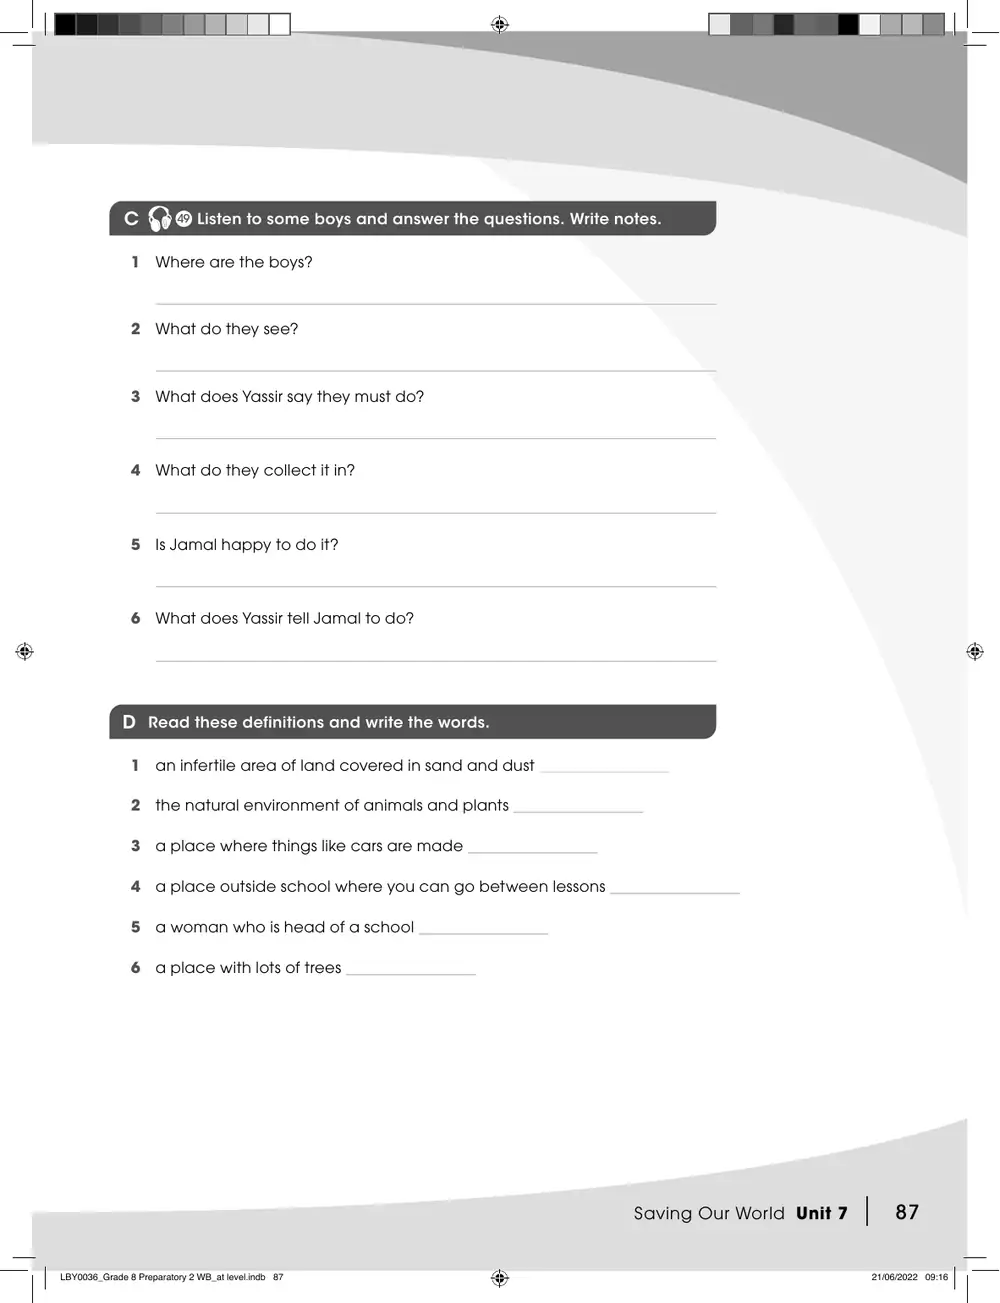 C 49 Listen to some boys and answer the questions. Write notes.
1 Where are the boys?
2 What do they see?
3 What does Yassir say they must do?
4 What do they collect it in?
5 Is Jamal happy to do it?
6 What does Yassir tell Jamal to do?
D Read these definitions and write the words.
1 an infertile area of land covered in sand and dust
2 the natural environment of animals and plants
3 a place where things like cars are made
4 a place outside school where you can go between lessons
5 a woman who is head of a school
6 a place with lots of trees
Saving Our World Unit 7 87
LBY0036_Grade 8 Preparatory 2 WB_at level.indb 87 21/06/2022 09:16